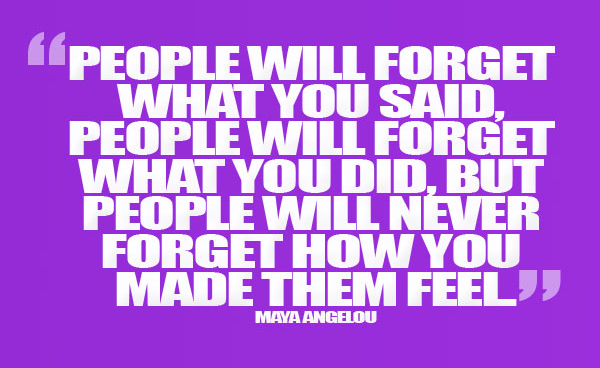 “PEOPLE WILL FORGET
WHAT YOU SAID,
PEOPLE WILL FORGET
WHAT YOU DID, BUT
PEOPLE WILL NEVER
FORGET HOW YOU
MADE THEM FEEL.”
MAYA ANGELOU